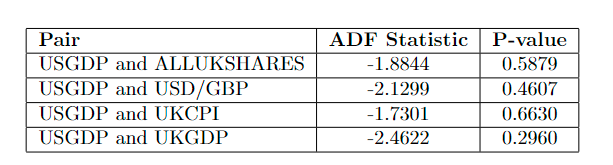 Pair ADF Statistic P-value
USGDP and ALLUKSHARES -1.8844 0.5879
USGDP and USD/GBP -2.1299 0.4607
USGDP and UKCPI -1.7301 0.6630
USGDP and UKGDP -2.4622 0.2960